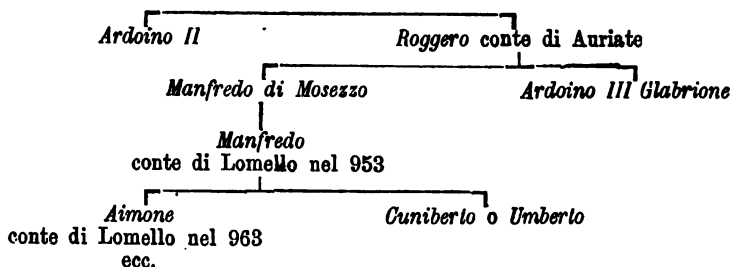 Ardoino II Roggero conte di Auriate
Manfredo di Mosezzo Ardoino III Glabrione
Manfredo
conte di Lomello nel 953
Aimone Cuniberto o Umberto
conte di Lomello nel 963
ecc.